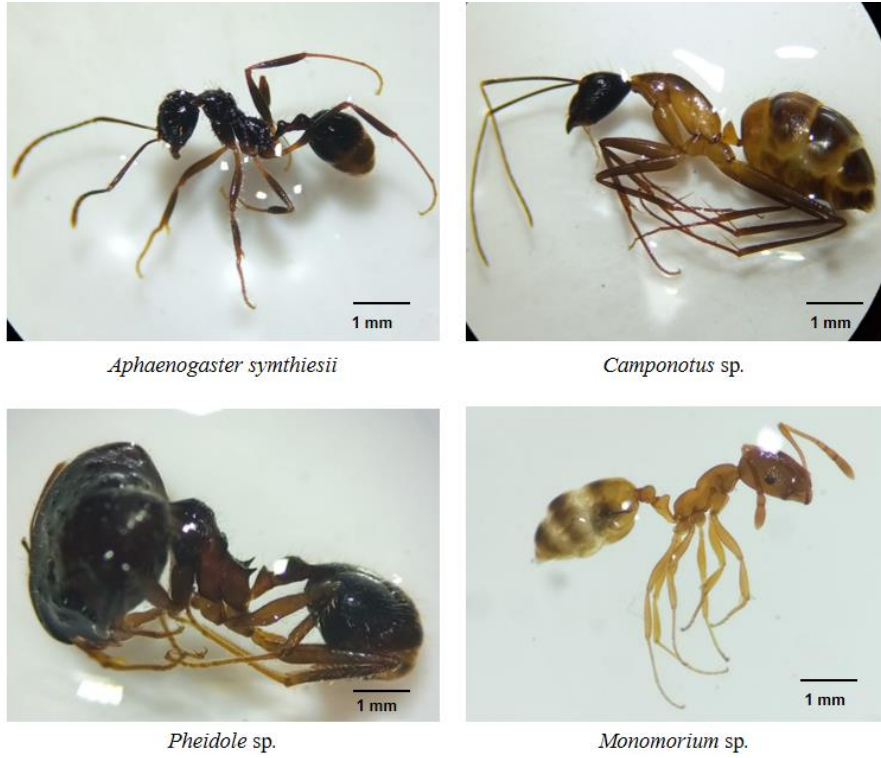 1 mm
1 mm
Aphaenogaster symthiesii
Camponotus sp.
1 mm
1 mm
Pheidole sp.
Monomorium sp.